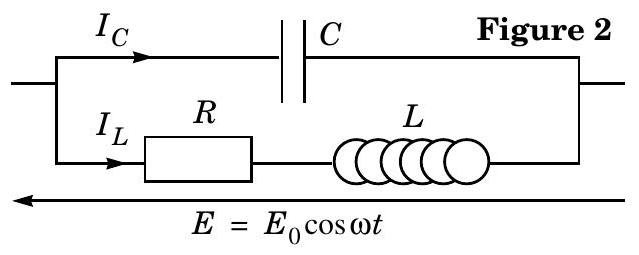 I_C
C
Figure 2
I_L
R
L
E = E_0 cos ωt